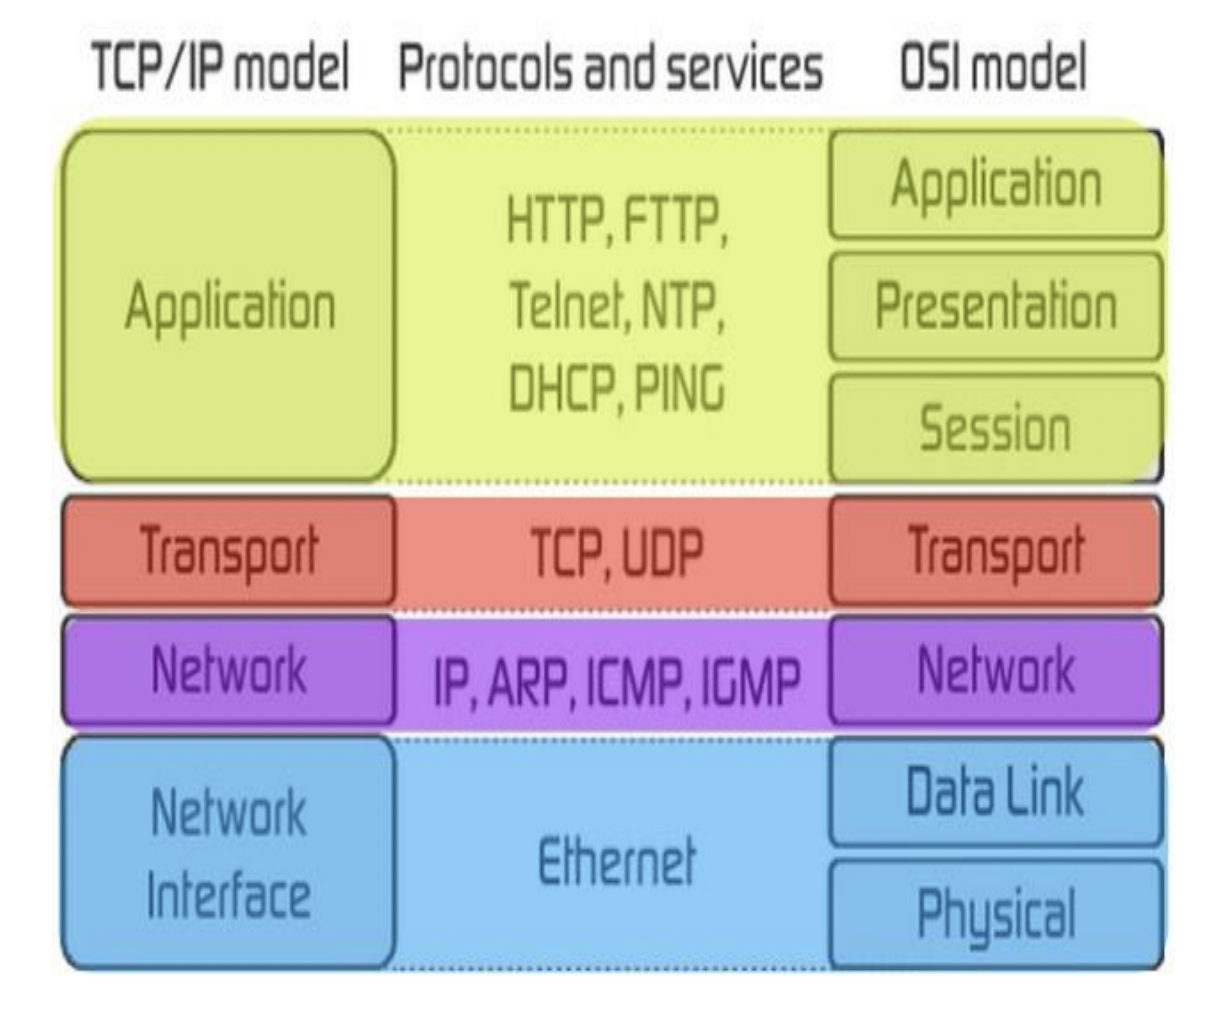 TCP/IP model Protocols and services OSI model
Application
HTTP, FTTP,
Telnet, NTP,
DHCP, PING
Application
Presentation
Session
Transport
TCP, UDP
Transport
Network
IP, ARP, ICMP, IGMP
Network
Network
Interface
Ethernet
Data Link
Physical